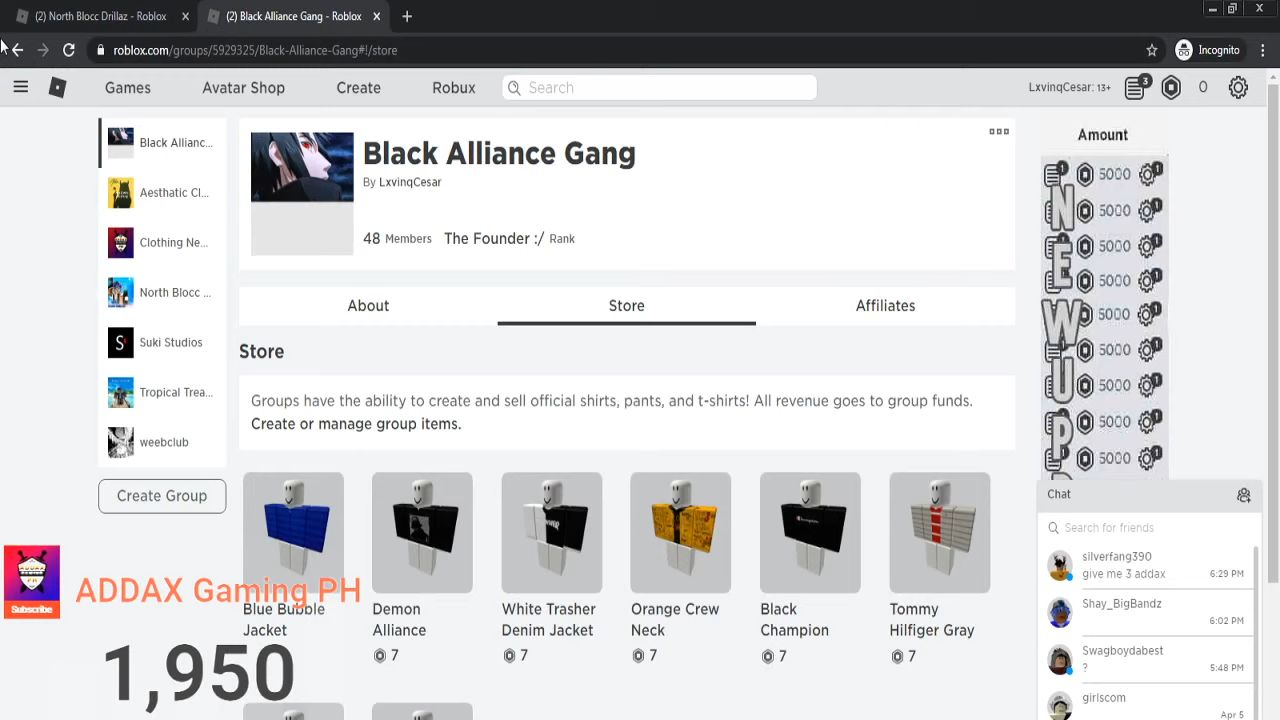 (2) North Blocc Drillaz - Roblox
(2) Black Alliance Gang - Roblox
roblox.com/groups/5929325/Black-Alliance-Gang#!/store
Incognito
Games
Avatar Shop
Create
Robux
Search
LxvinqCesar: 13+
3
0
Black Allianc...
Aesthatic Cl...
Clothing Ne...
North Blocc ...
Suki Studios
Tropical Trea...
weebclub
Create Group
Black Alliance Gang
By LxvinqCesar
48 Members The Founder :/ Rank
About
Store
Affiliates
Store
Groups have the ability to create and sell official shirts, pants, and t-shirts! All revenue goes to group funds.
Create or manage group items.
Blue Bubble
Jacket
Demon
Alliance
7
White Trasher
Denim Jacket
7
Orange Crew
Neck
7
Black
Champion
7
Tommy
Hilfiger Gray
7
Amount
5000
5000
5000
5000
5000
5000
5000
5000
5000
NEWUP
Chat
Search for friends
silverfang390
give me 3 addax
6:29 PM
Shay_BigBandz
6:02 PM
Swagboydabest
?
5:48 PM
girlscom
Apr 5
Subscribe
ADDAX Gaming PH
1,950